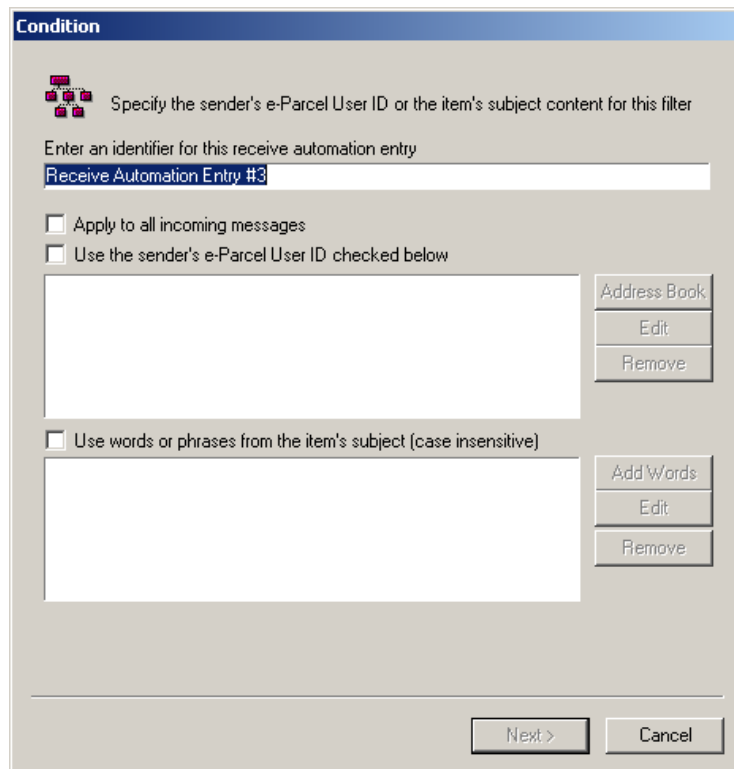 Condition
Specify the sender's e-Parcel User ID or the item's subject content for this filter
Enter an identifier for this receive automation entry
Receive Automation Entry #3
Apply to all incoming messages
Use the sender's e-Parcel User ID checked below
Address Book
Edit
Remove
Use words or phrases from the item's subject (case insensitive)
Add Words
Edit
Remove
Next >
Cancel